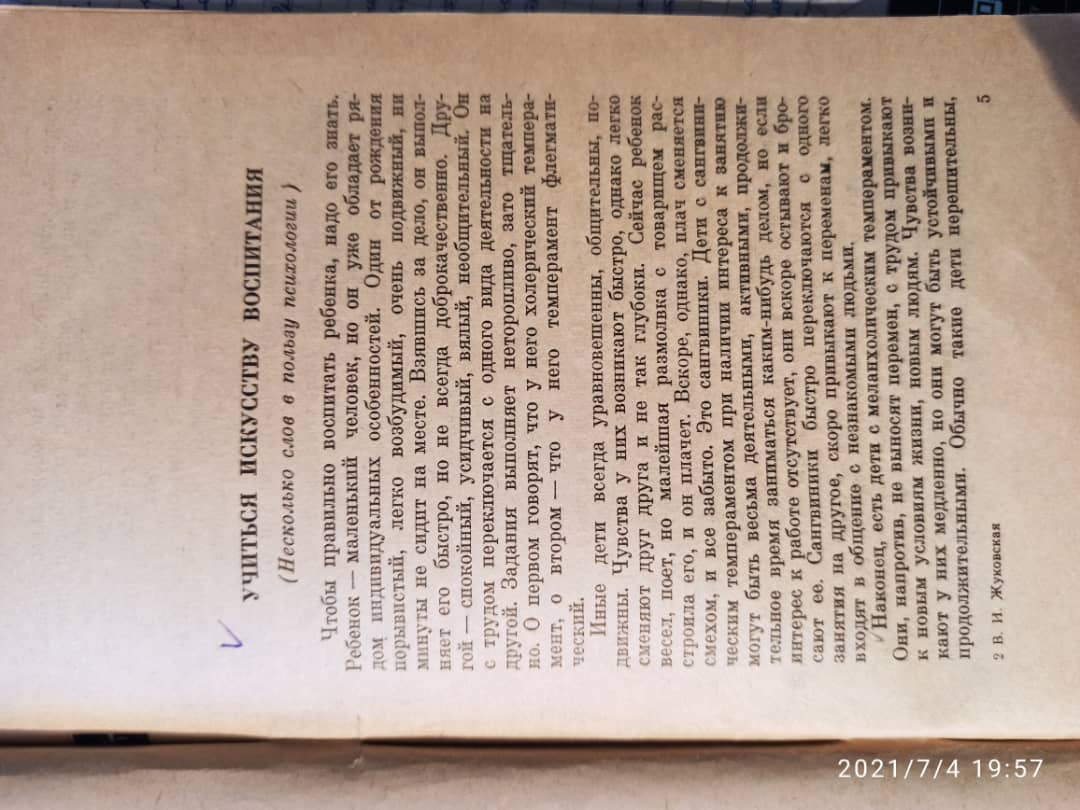 УЧИТЬСЯ ИСКУССТВУ ВОСПИТАНИЯ
(Несколько слов в пользу психологии)
Чтобы правильно воспитать ребенка, надо его знать.
Ребенок — маленький человек, но он уже обладает ря-
дом индивидуальных особенностей. Один от рождения
порывистый, легко возбудимый, очень подвижный, ни
минуты не сидит на месте. Взявшись за дело, он выпол-
няет его быстро, но не всегда доброкачественно. Дру-
гой — спокойный, усидчивый, вялый, необщительный. Он
с трудом переключается с одного вида деятельности на
другой. Задания выполняет неторопливо, зато тщатель-
но. О первом говорят, что у него холерический темпера-
мент, о втором — что у него темперамент флегмати-
ческий.
Иные дети всегда уравновешенны, общительны, по-
движны. Чувства у них возникают быстро, однако легко
сменяют друг друга и не так глубоки. Сейчас ребенок
весел, поет, но малейшая размолвка с товарищем рас-
строила его, и он плачет. Вскоре, однако, плач сменяется
смехом, и все забыто. Это сангвиники. Дети с сангвини-
ческим темпераментом при наличии интереса к занятию
могут быть весьма деятельными, активными, продолжи-
тельное время заниматься каким-нибудь делом, но если
интерес к работе отсутствует, они вскоре остывают и бро-
сают ее. Сангвиники быстро переключаются с одного
занятия на другое, скоро привыкают к переменам, легко
входят в общение с незнакомыми людьми.
Наконец, есть дети с меланхолическим темпераментом.
Они, напротив, не выносят перемен, с трудом привыкают
к новым условиям жизни, новым людям. Чувства возни-
кают у них медленно, но они могут быть устойчивыми и
продолжительными. Обычно такие дети нерешительны,
2 В. И. Жуковская
5
2021/7/4 19:57